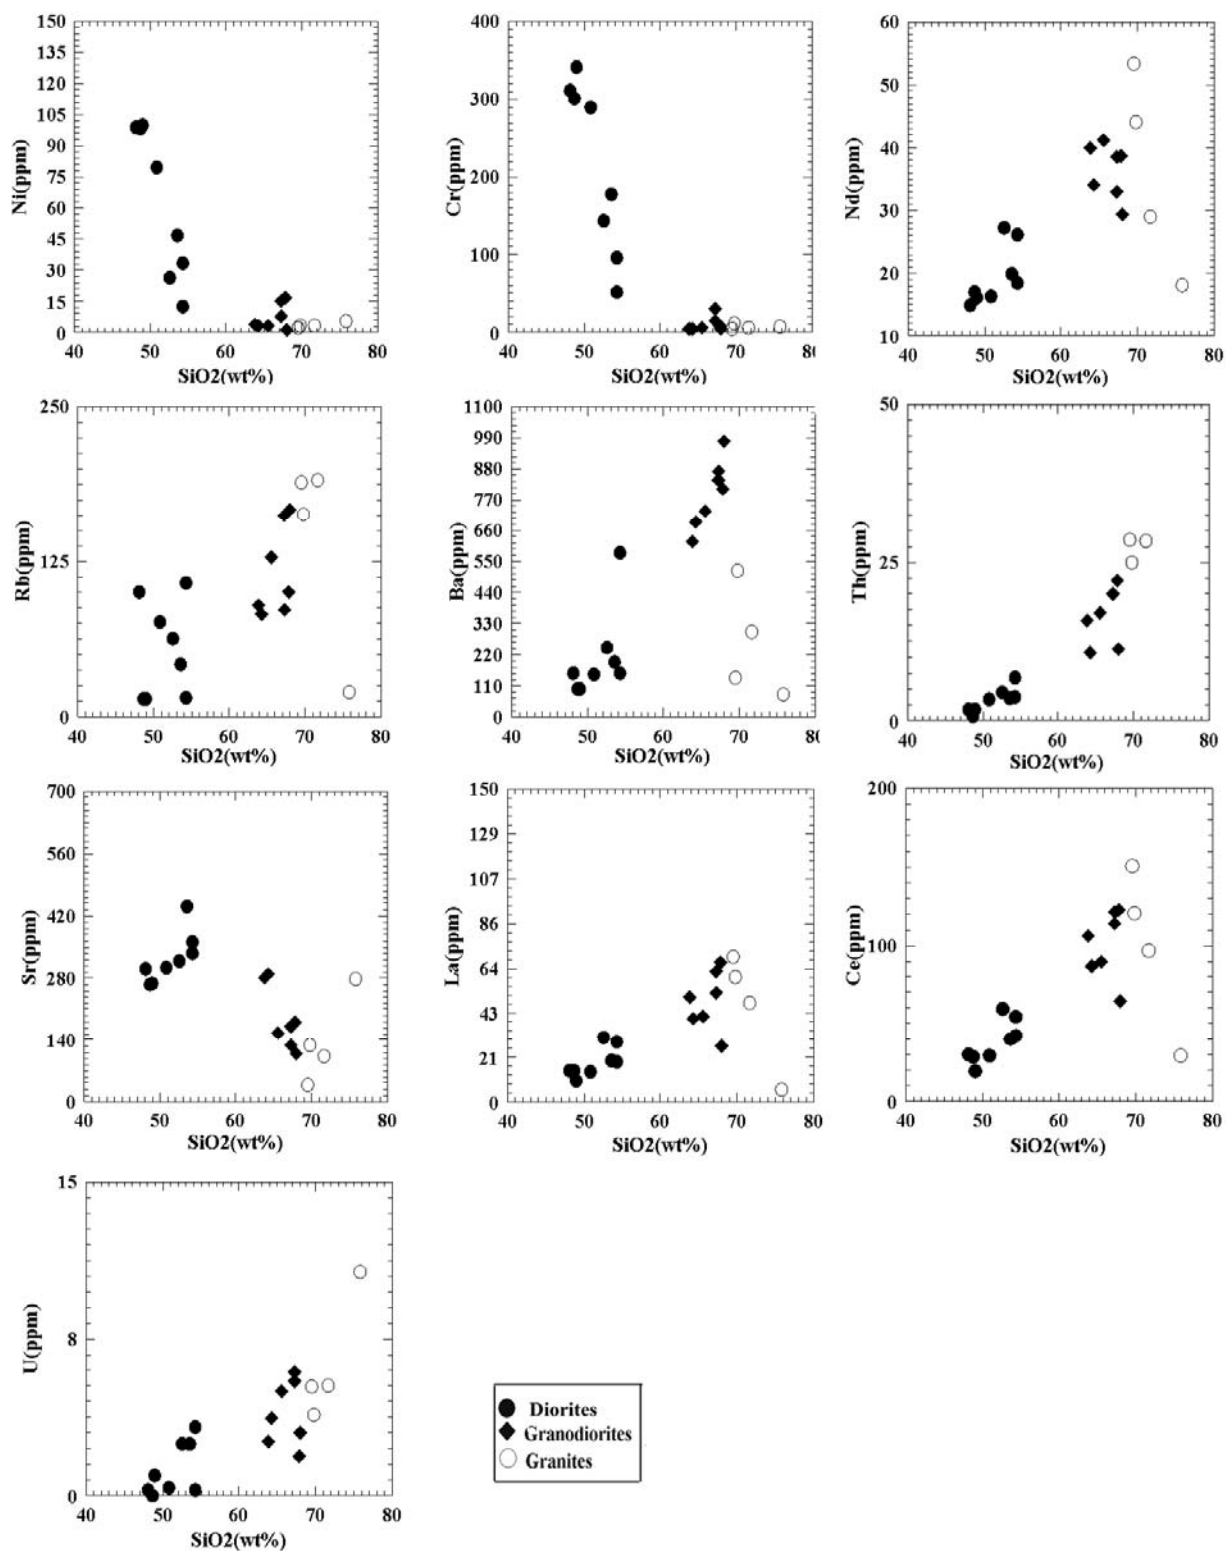 150
135
120
105
90
75
60
45
30
15
0
Ni(ppm)
40 50 60 70 80
SiO2(wt%)
400
300
200
100
0
Cr(ppm)
40 50 60 70 80
SiO2(wt%)
60
50
40
30
20
10
Nd(ppm)
40 50 60 70 80
SiO2(wt%)
250
125
0
Rb(ppm)
40 50 60 70 80
SiO2(wt%)
1100
990
880
770
660
550
440
330
220
110
0
Ba(ppm)
40 50 60 70 80
SiO2(wt%)
50
25
0
Th(ppm)
40 50 60 70 80
SiO2(wt%)
700
560
420
280
140
0
Sr(ppm)
40 50 60 70 80
SiO2(wt%)
150
129
107
86
64
43
21
0
La(ppm)
40 50 60 70 80
SiO2(wt%)
200
100
0
Ce(ppm)
40 50 60 70 80
SiO2(wt%)
15
8
0
U(ppm)
40 50 60 70 80
SiO2(wt%)
Diorites
Granodiorites
Granites